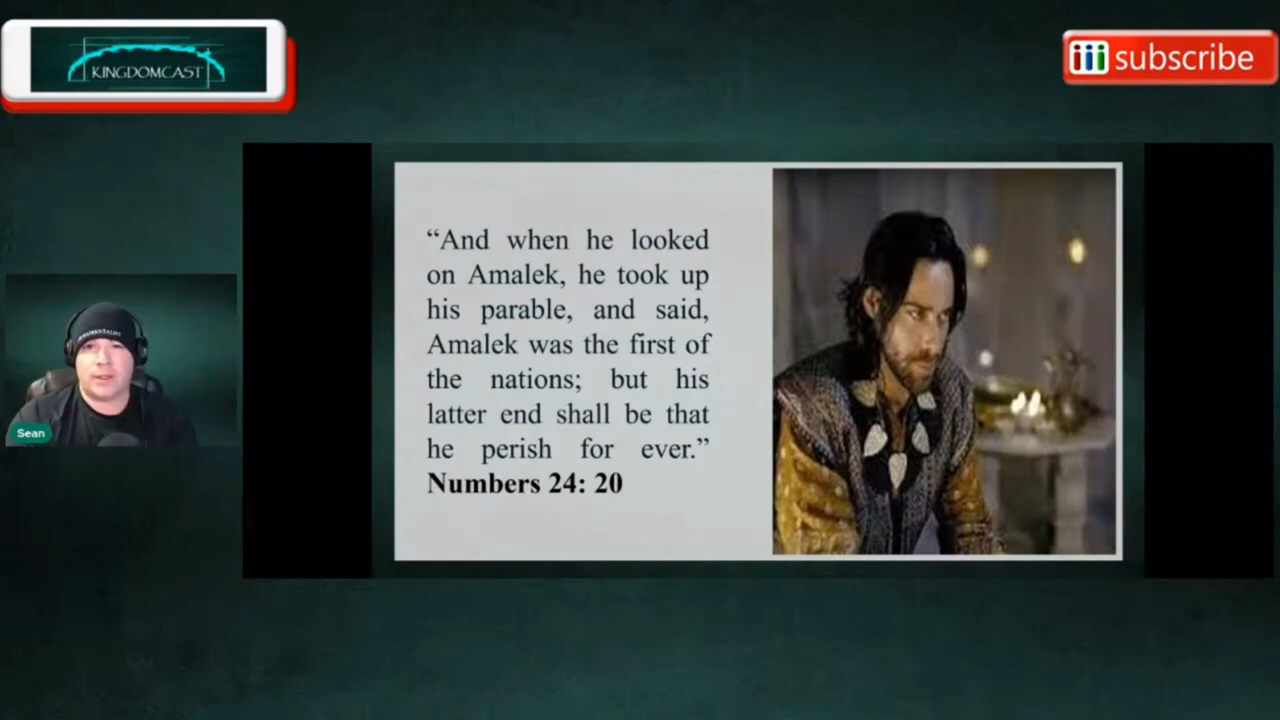 KINGDOMCAST
subscribe
“And when he looked
on Amalek, he took up
his parable, and said,
Amalek was the first of
the nations; but his
latter end shall be that
he perish for ever.”
Numbers 24: 20
Sean